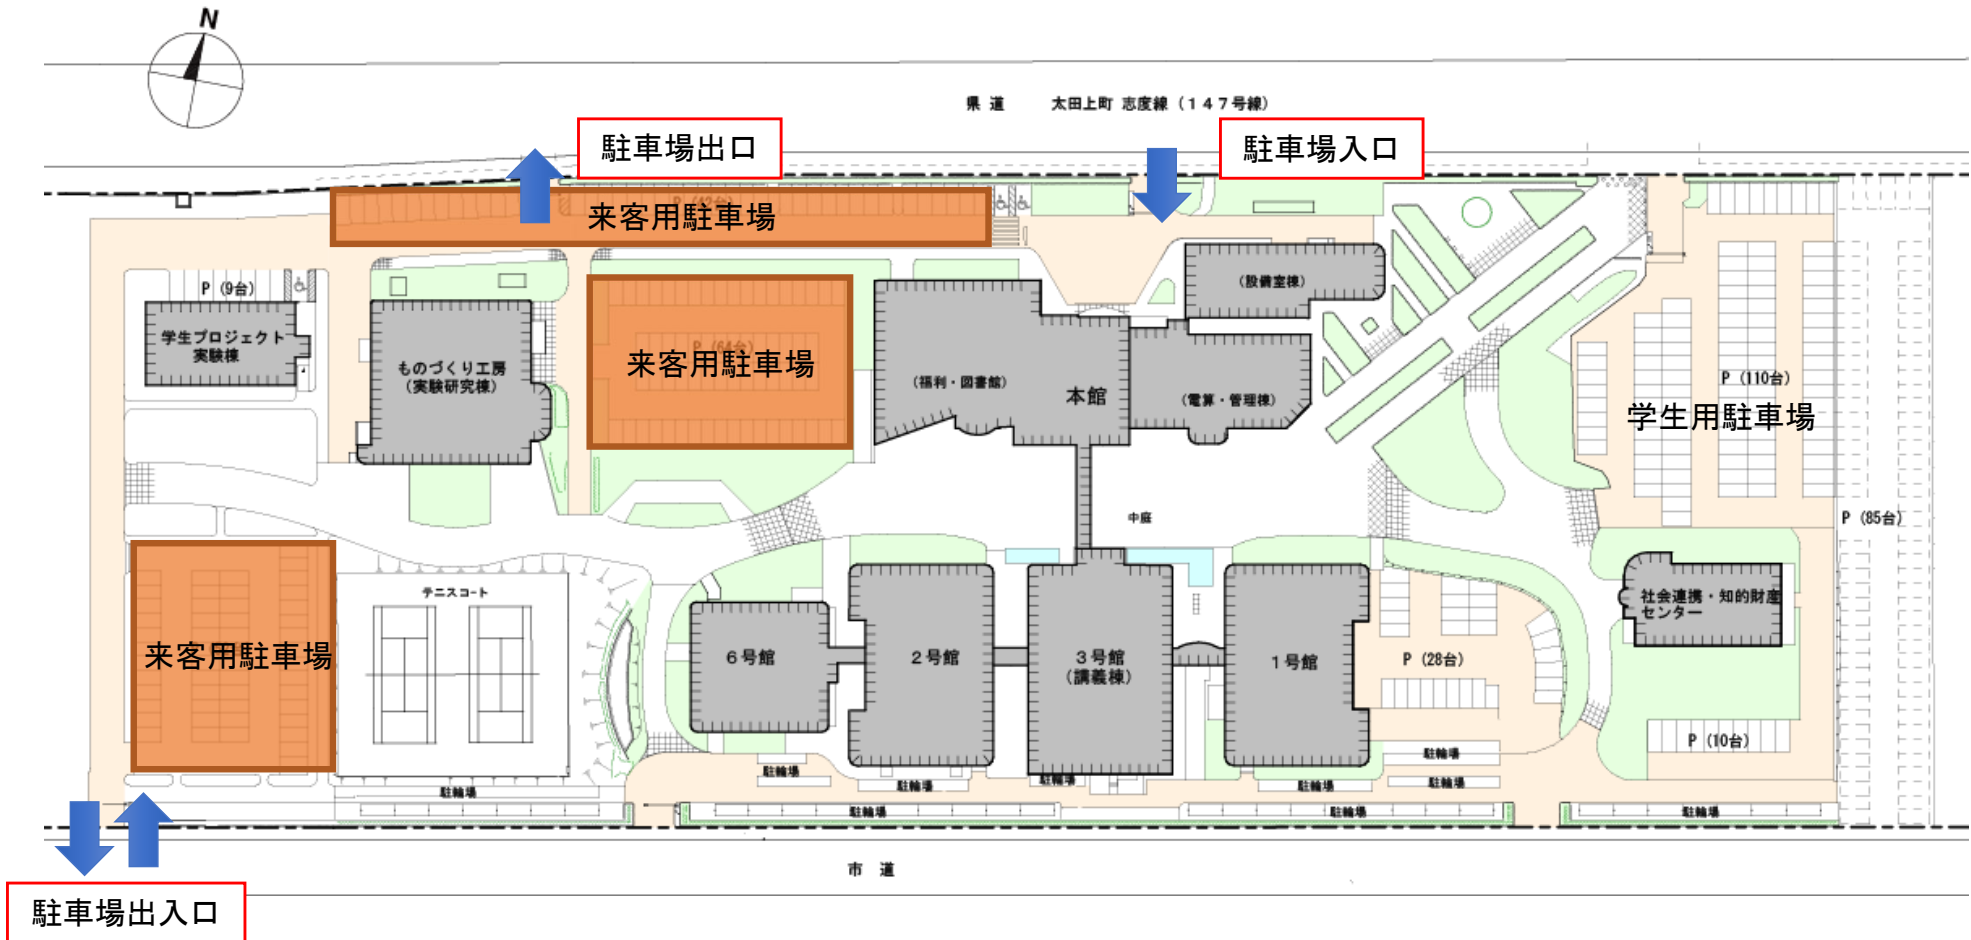 N
県道　太田上町 志度線（１４７号線）
駐車場出口
駐車場入口
P（42台）
来客用駐車場
P（9台）
学生プロジェクト
実験棟
ものづくり工房
（実験研究棟）
P（64台）
来客用駐車場
（福利・図書館）
本館
（設備室棟）
（電算・管理棟）
P（110台）
学生用駐車場
P（85台）
中庭
来客用駐車場
テニスコート
６号館
２号館
３号館
（講義棟）
１号館
P（28台）
社会連携・知的財産
センター
P（10台）
駐輪場
駐輪場
駐輪場
駐輪場
駐輪場
駐輪場
駐輪場
駐輪場
駐輪場
駐輪場
市道
駐車場出入口